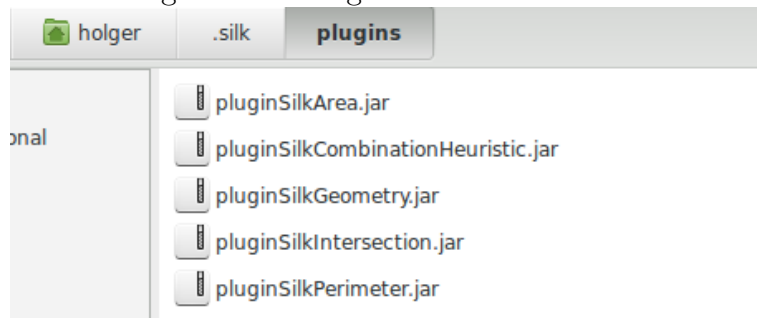 holger .silk plugins
pluginSilkArea.jar
onal
pluginSilkCombinationHeuristic.jar
pluginSilkGeometry.jar
pluginSilkIntersection.jar
pluginSilkPerimeter.jar